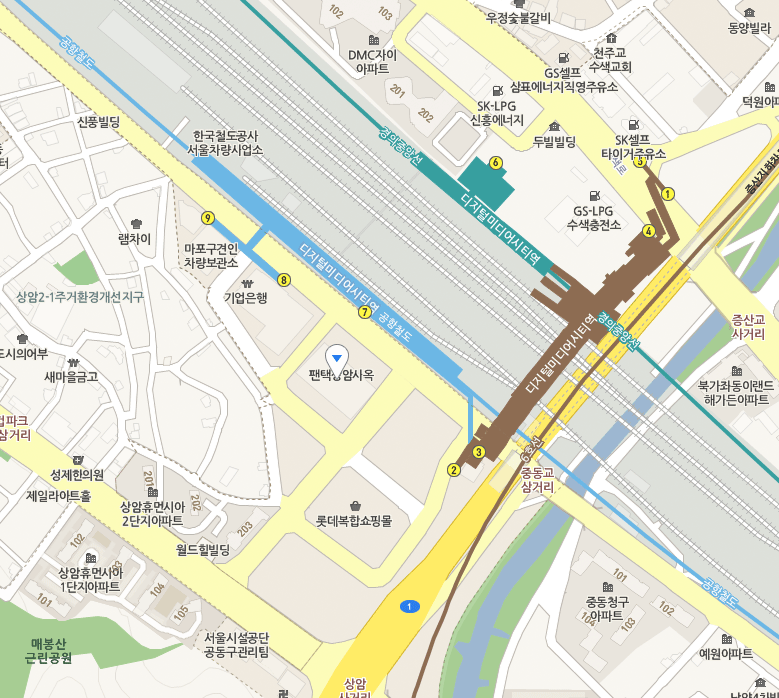 102
103
우정숯불갈비
동양빌라
공항철도
DMC자이
아파트
천주교
수색교회
GS셀프
삼표에너지직영주유소
201
202
SK-LPG
신흥에너지
덕원아파
신풍빌딩
한국철도공사
서울차량사업소
경의중앙선
두빌빌딩
SK셀프
타이거주유소
5
6
1
터
디지털미디어시티역
GS-LPG
수색충전소
4
9
램차이
마포구견인
차량보관소
디지털미디어시티역 공항철도
8
7
상암2-1주거환경개선지구
기업은행
디지털미디어시티역
경의중앙선
증산교
삼거리
도시의어부
새마을금고
팬택상암시옥
북가좌동이랜드
해가든아파트
삼거리
성제한의원
제일라아트홀
201
202
203
상암휴먼시아
2단지아파트
3
2
6호선
중동교
삼거리
롯데복합쇼핑몰
월드힐빌딩
102
103
104
105
101
상암휴먼시아
1단지아파트
1
공항철도
101
102
103
104
중동청구
아파트
매봉산
근린공원
서울시설공단
공동구관리팀
예원아파트
상암
사거리